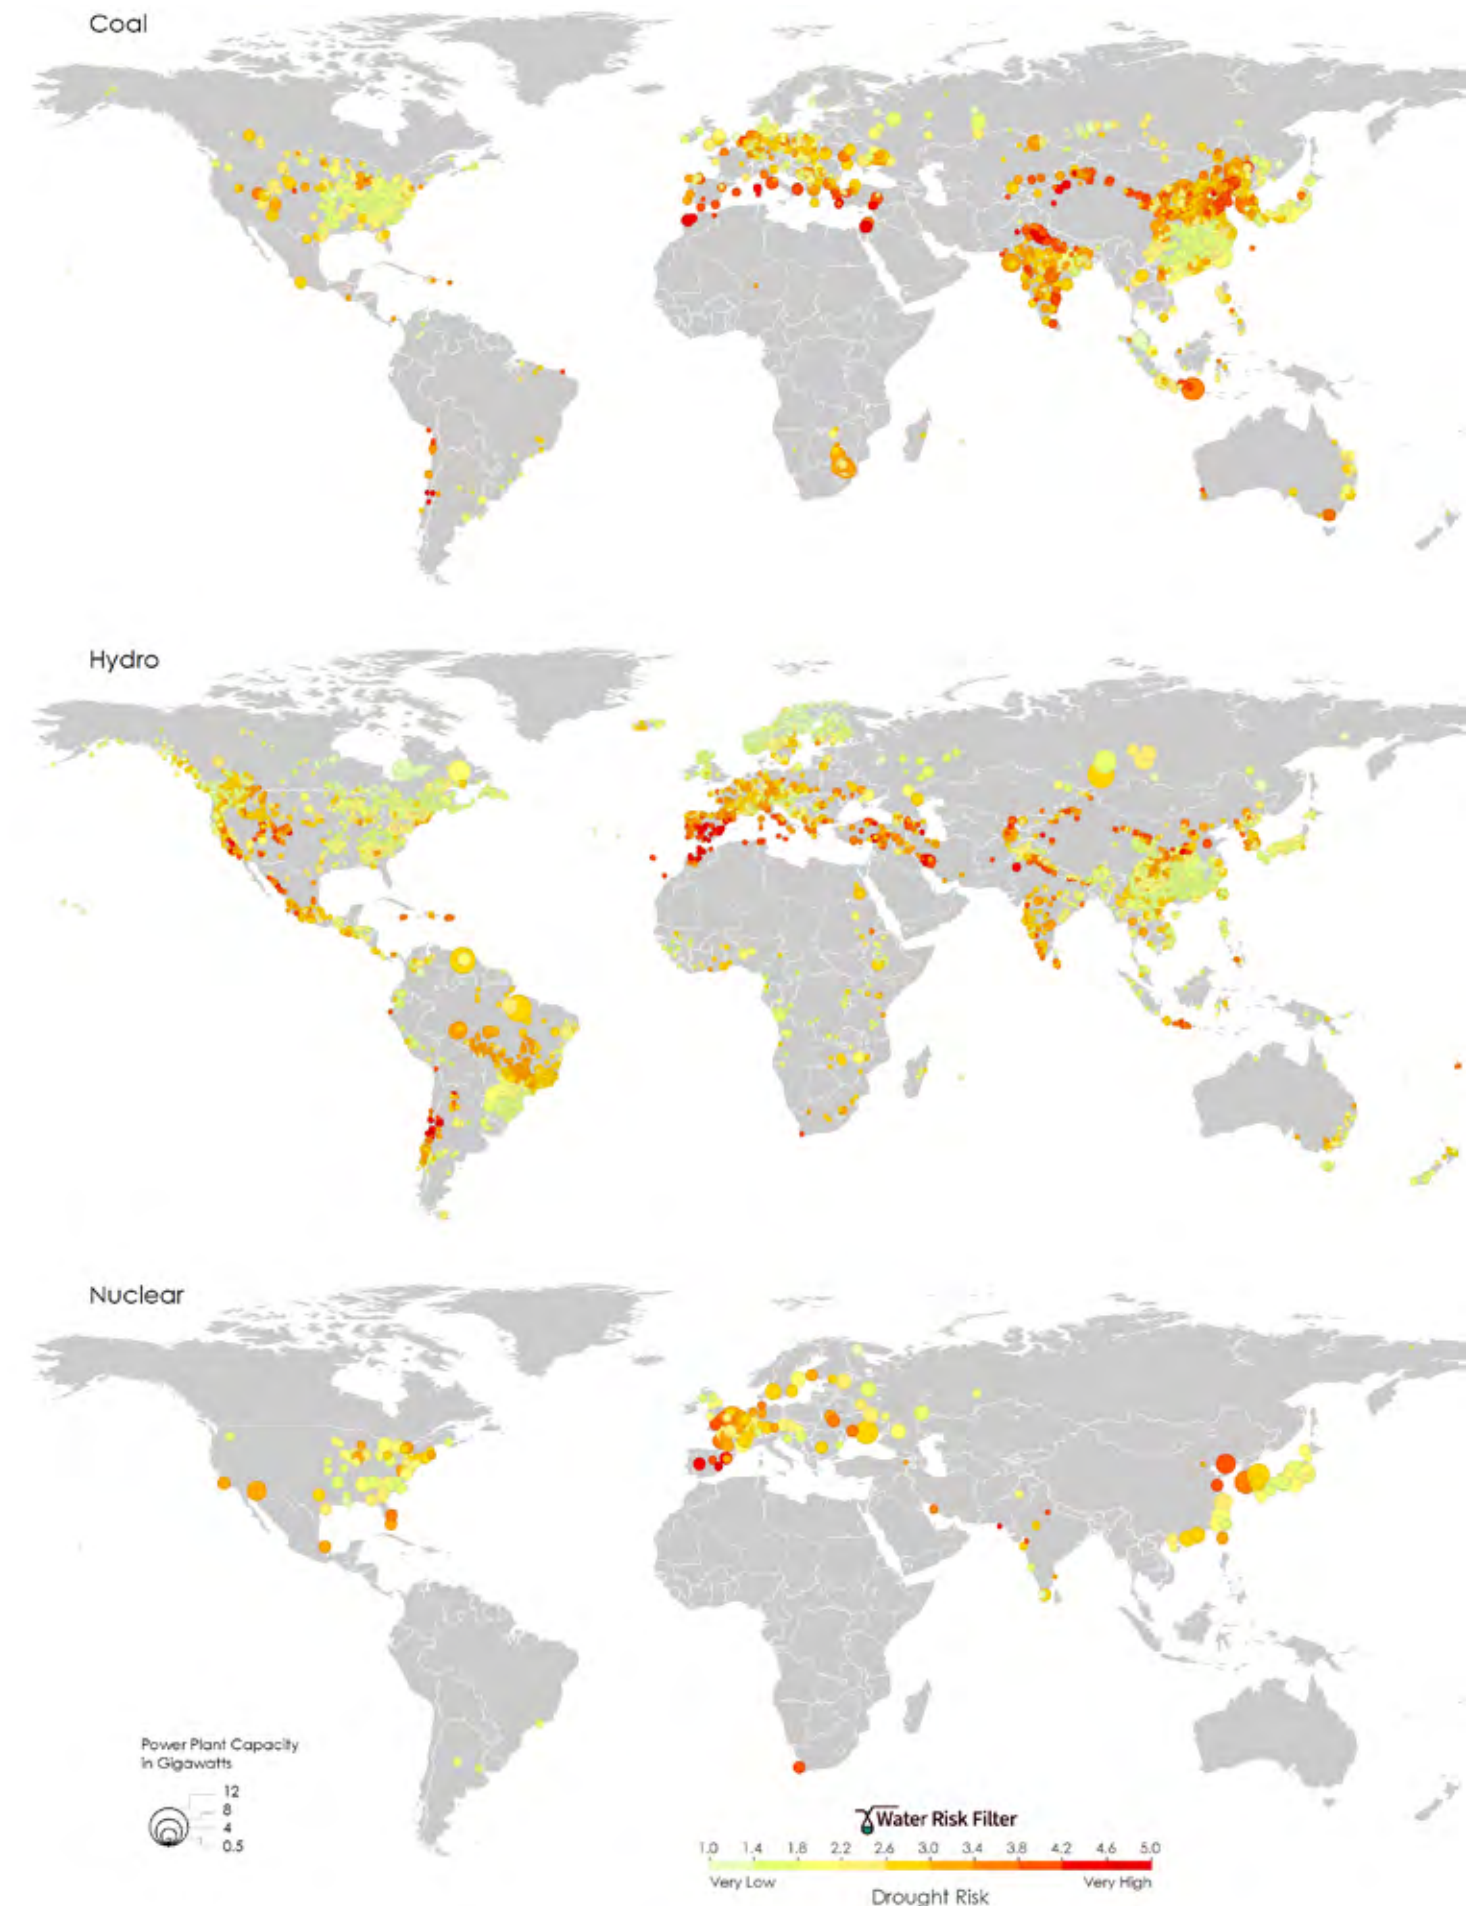 Coal
Hydro
Nuclear
Power Plant Capacity
in Gigawatts
12
8
4
0.5
Water Risk Filter
1.0 1.4 1.8 2.2 2.6 3.0 3.4 3.8 4.2 4.6 5.0
Very Low Very High
Drought Risk